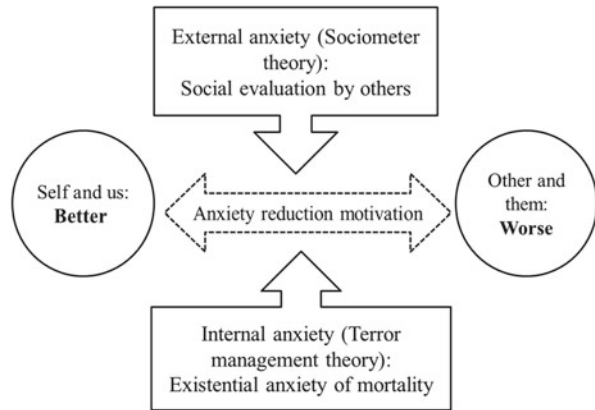 External anxiety (Sociometer
theory):
Social evaluation by others
Self and us:
Better
Anxiety reduction motivation
Other and
them:
Worse
Internal anxiety (Terror
management theory):
Existential anxiety of mortality